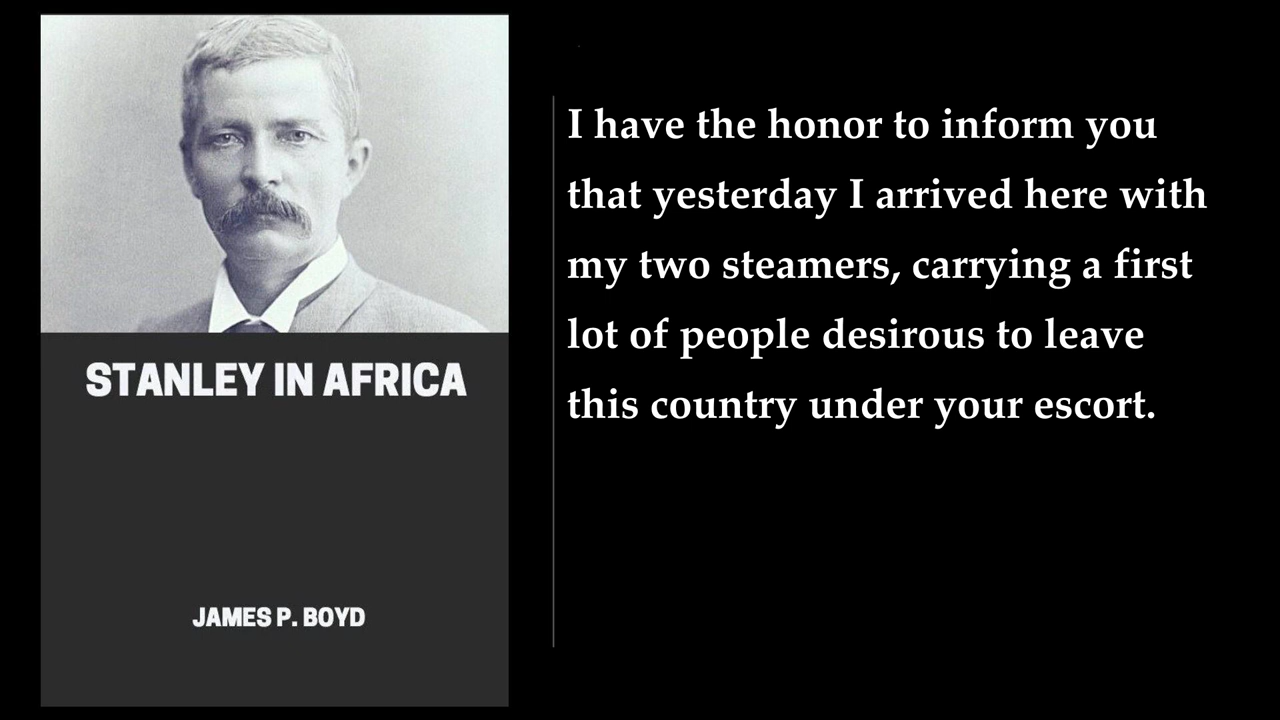 STANLEY IN AFRICA
JAMES P. BOYD
I have the honor to inform you
that yesterday I arrived here with
my two steamers, carrying a first
lot of people desirous to leave
this country under your escort.